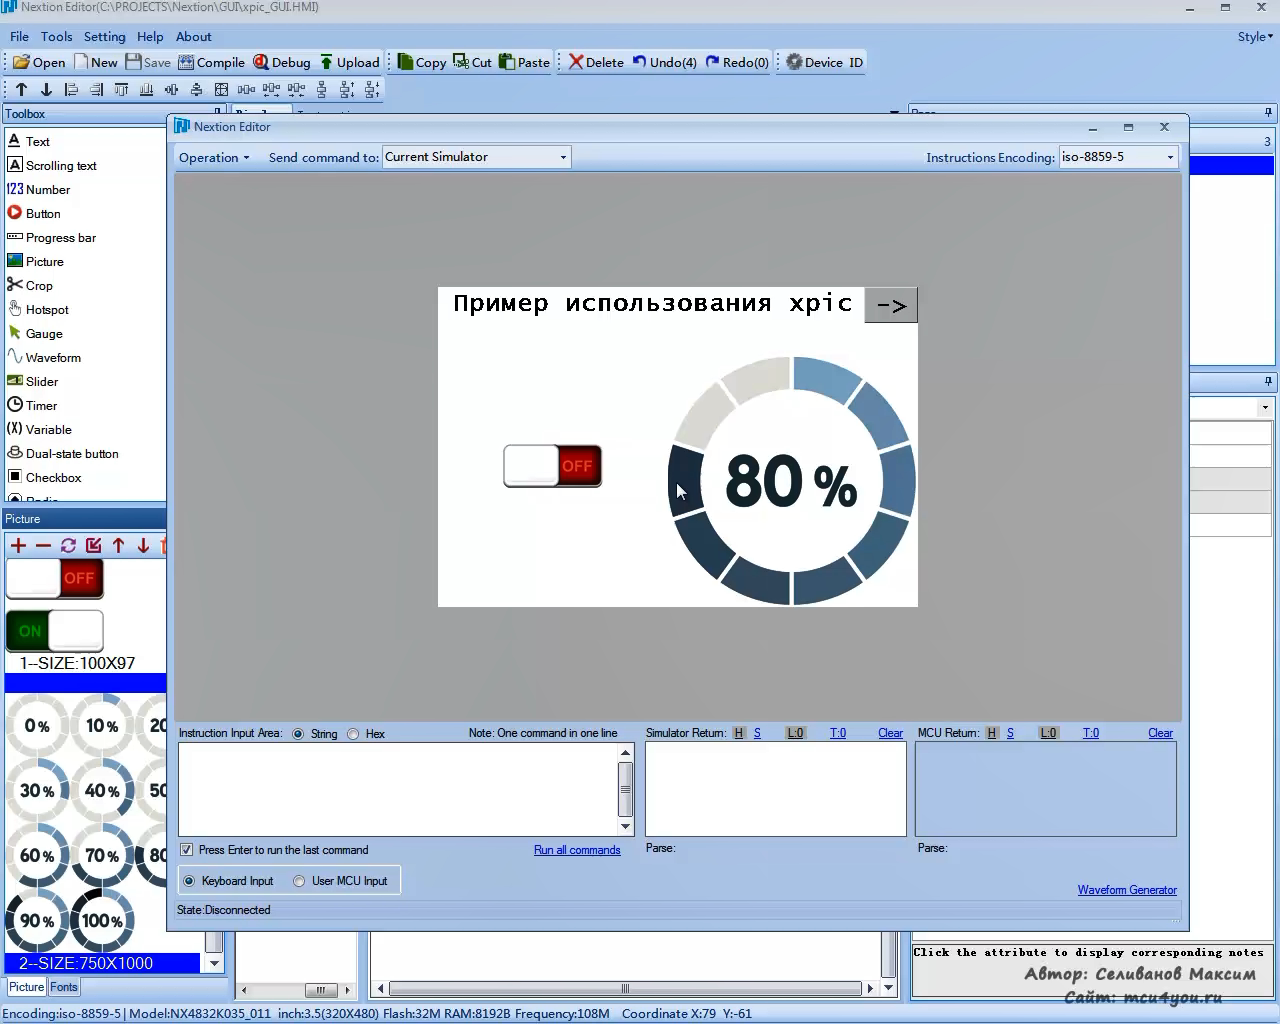 Nextion Editor(C:\PROJECTS\Nextion\GUI\xpic_GUI.HMI)
File Tools Setting Help About Style
Open New Save Compile Debug Upload Copy Cut Paste Delete Undo(4) Redo(0) Device ID
Toolbox
Text
Scrolling text
123 Number
Button
Progress bar
Picture
Crop
Hotspot
Gauge
Waveform
Slider
Timer
(X) Variable
Dual-state button
Checkbox
3
Nextion Editor
Operation Send command to: Current Simulator Instructions Encoding: iso-8859-5
Пример использования xpic ->
OFF
80 %
Picture
OFF
ON
1--SIZE:100X97
0 % 10 % 20
30 % 40 % 50
60 % 70 % 80
90 % 100 %
2--SIZE:750X1000
Picture Fonts
Instruction Input Area: String Hex Note: One command in one line
Simulator Return: H S L:0 T:0 Clear
MCU Return: H S L:0 T:0 Clear
Press Enter to run the last command Run all commands
Parse:
Parse:
Keyboard Input User MCU Input
Waveform Generator
State:Disconnected
Click the attribute to display corresponding notes
Автор: Селиванов Максим
Сайт: mcu4you.ru
Encoding:iso-8859-5 Model:NX4832K035_011 inch:3.5(320X480) Flash:32M RAM:8192B Frequency:108M Coordinate X:79 Y:-61